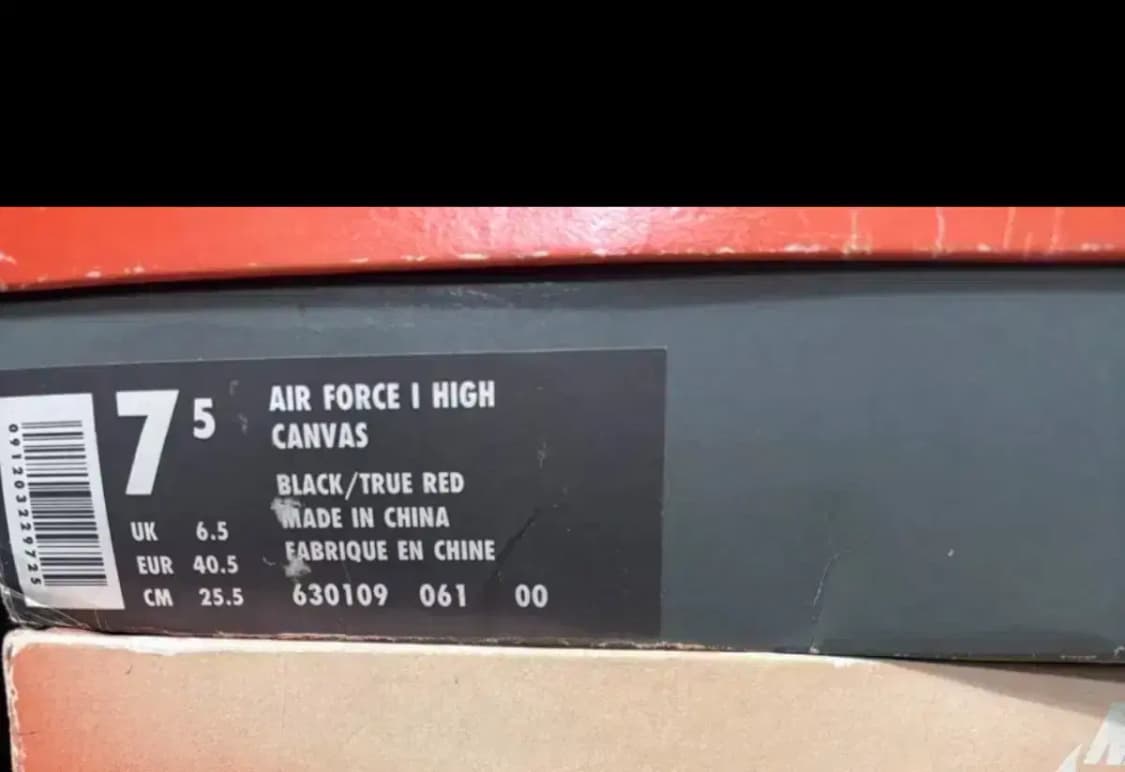 7 5
AIR FORCE I HIGH
CANVAS
BLACK/TRUE RED
MADE IN CHINA
FABRIQUE EN CHINE
UK 6.5
EUR 40.5
CM 25.5
630109 061 00
091203229725